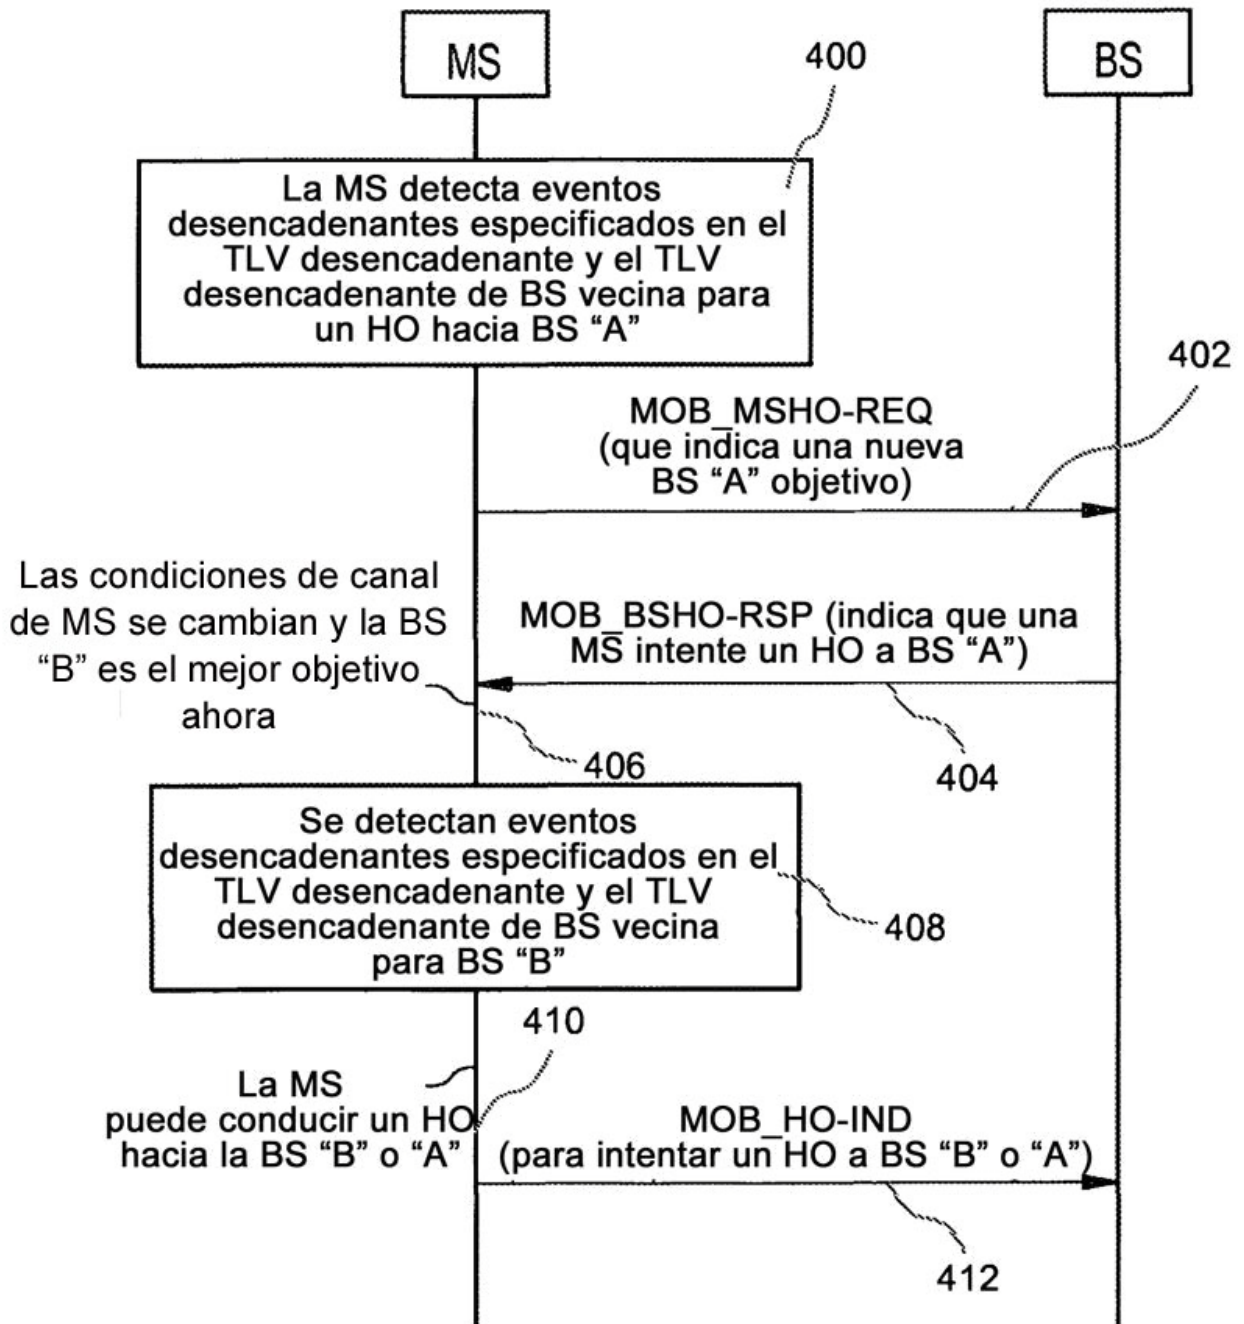 MS
BS
400
La MS detecta eventos
desencadenantes especificados en el
TLV desencadenante y el TLV
desencadenante de BS vecina para
un HO hacia BS “A”
402
MOB_MSHO-REQ
(que indica una nueva
BS “A” objetivo)
Las condiciones de canal
de MS se cambian y la BS
“B” es el mejor objetivo
ahora
MOB_BSHO-RSP (indica que una
MS intente un HO a BS “A”)
406
404
Se detectan eventos
desencadenantes especificados en el
TLV desencadenante y el TLV
desencadenante de BS vecina
para BS “B”
408
410
La MS
puede conducir un HO
hacia la BS “B” o “A”
MOB_HO-IND
(para intentar un HO a BS “B” o “A”)
412